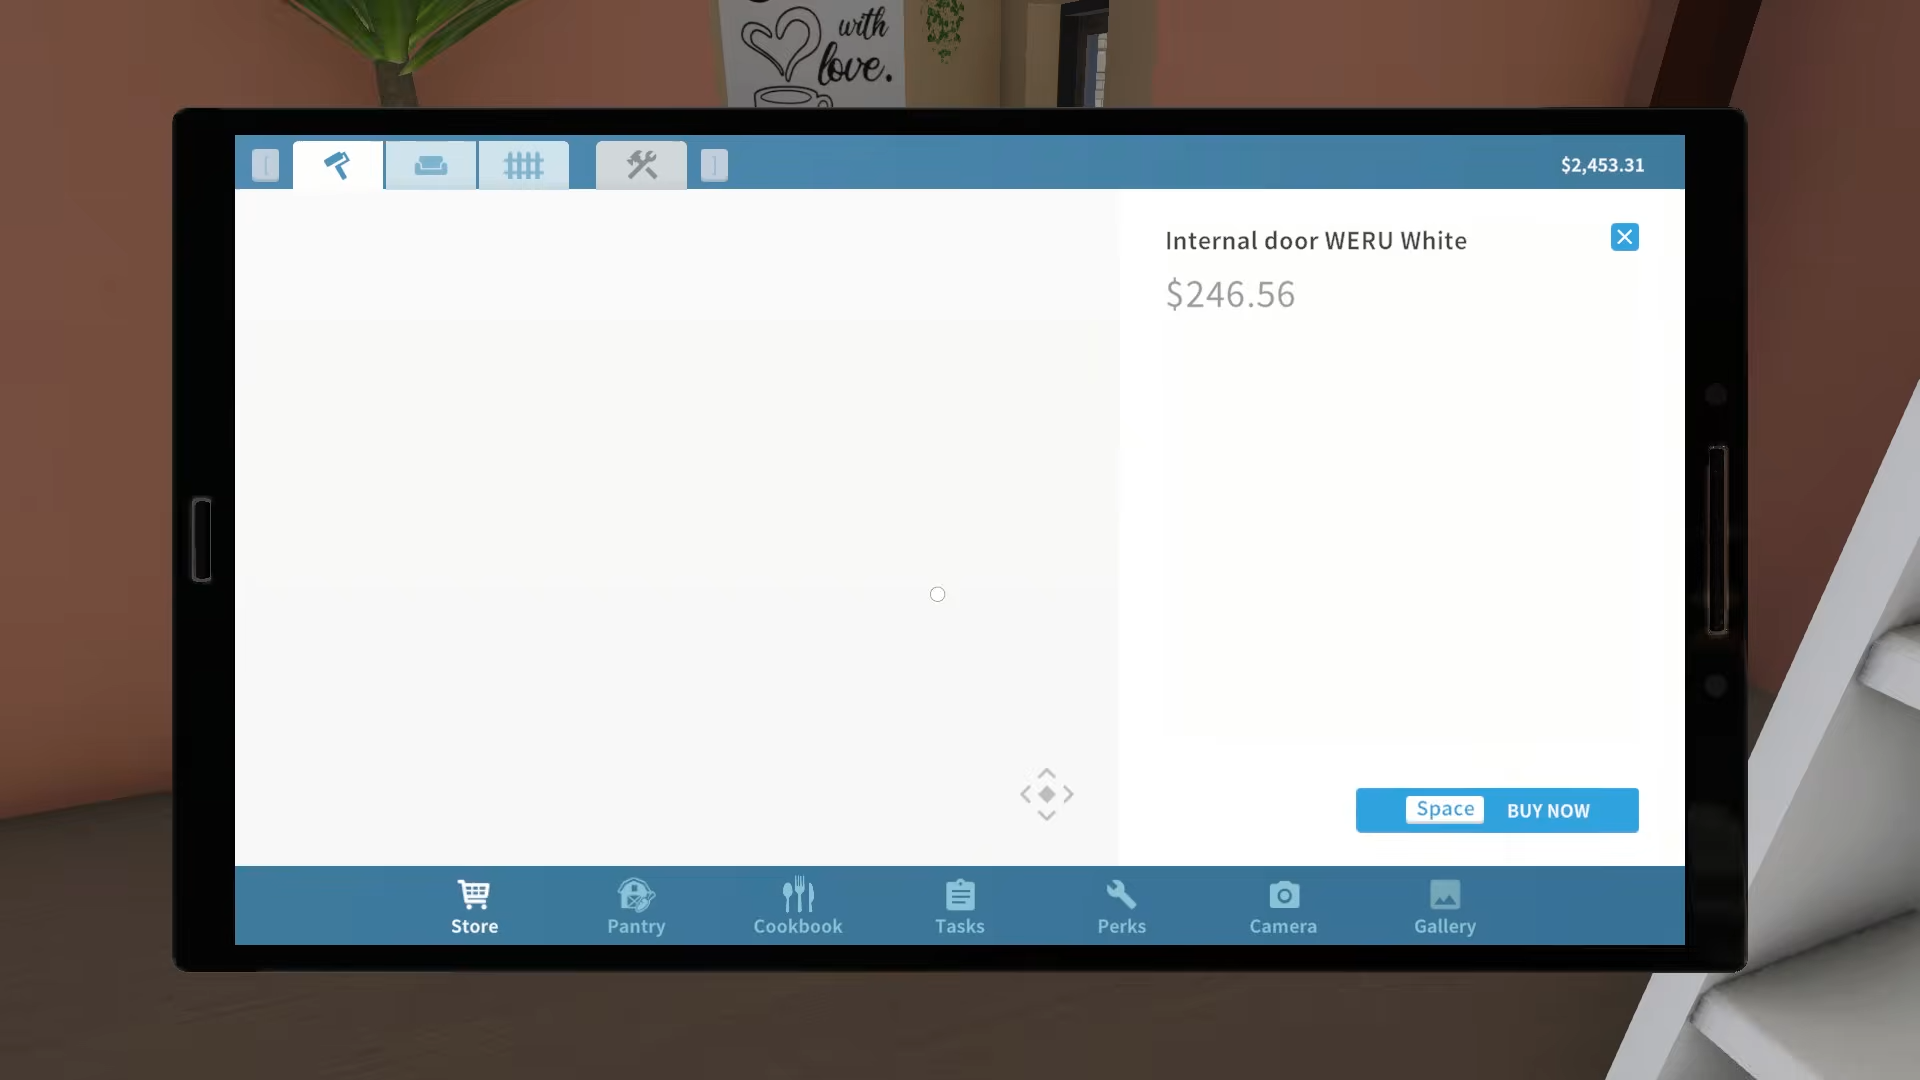 with
love.
[
]
$2,453.31
Internal door WERU White
$246.56
Space BUY NOW
Store
Pantry
Cookbook
Tasks
Perks
Camera
Gallery